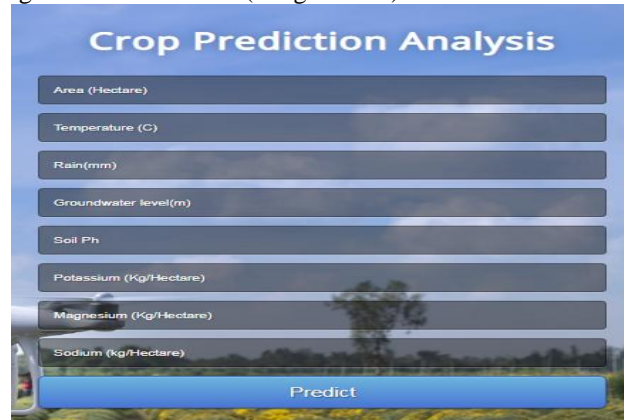 Crop Prediction Analysis
Area (Hectare)
Temperature (C)
Rain(mm)
Groundwater level(m)
Soil Ph
Potassium (Kg/Hectare)
Magnesium (Kg/Hectare)
Sodium (kg/Hectare)
Predict